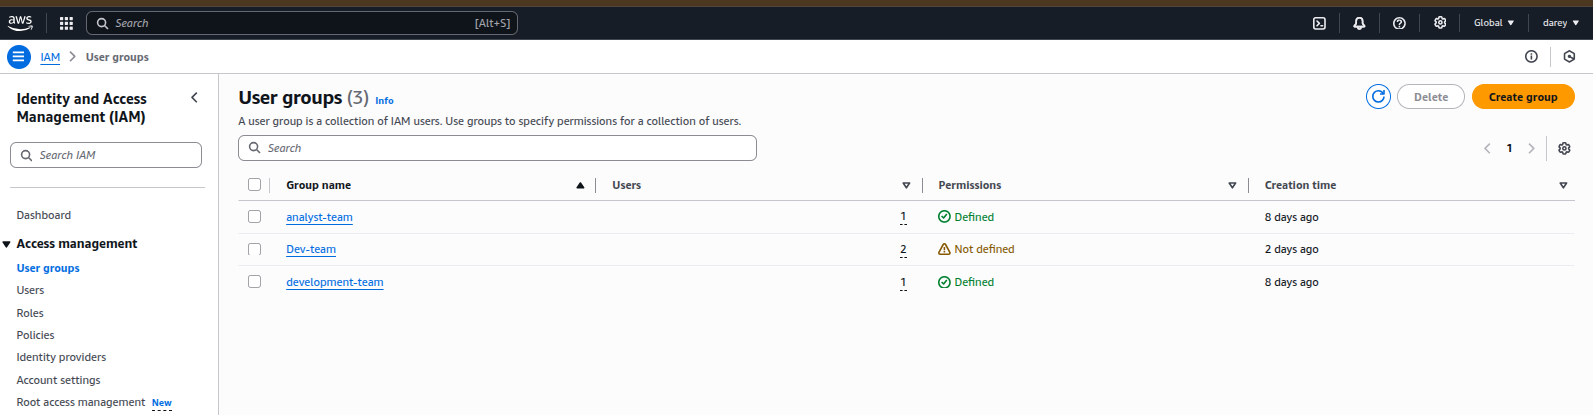 aws Search [Alt+S] Global darey
IAM User groups
Identity and Access
Management (IAM)
Search IAM
Dashboard
Access management
User groups
Users
Roles
Policies
Identity providers
Account settings
Root access management New
User groups (3) Info
Delete
Create group
A user group is a collection of IAM users. Use groups to specify permissions for a collection of users.
Search
1
Group name Users Permissions Creation time
analyst-team 1 Defined 8 days ago
Dev-team 2 Not defined 2 days ago
development-team 1 Defined 8 days ago